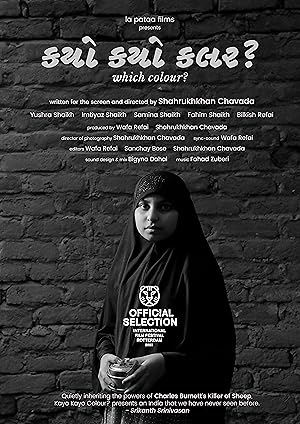 la pataa films
presents
કયો કયો કલર?
which colour?
written for the screen and directed by Shahrukhkhan Chavada
Yushra Shaikh Imtiyaz Shaikh Samina Shaikh Fahim Shaikh Bilkish Refai
produced by Wafa Refai Shahrukhkhan Chavada
director of photography Shahrukhkhan Chavada sync-sound Wafa Refai
editors Wafa Refai Sanchay Bose Shahrukhkhan Chavada
sound design & mix Eigyna Dohoi music Fahad Zuberi
OFFICIAL
SELECTION
INTERNATIONAL
FILM FESTIVAL
ROTTERDAM
Quietly inheriting the powers of Charles Burnett's Killer of Sheep,
Kayo Kayo Colour? presents an India that we have never seen before.
- Srikanth Srinivasan